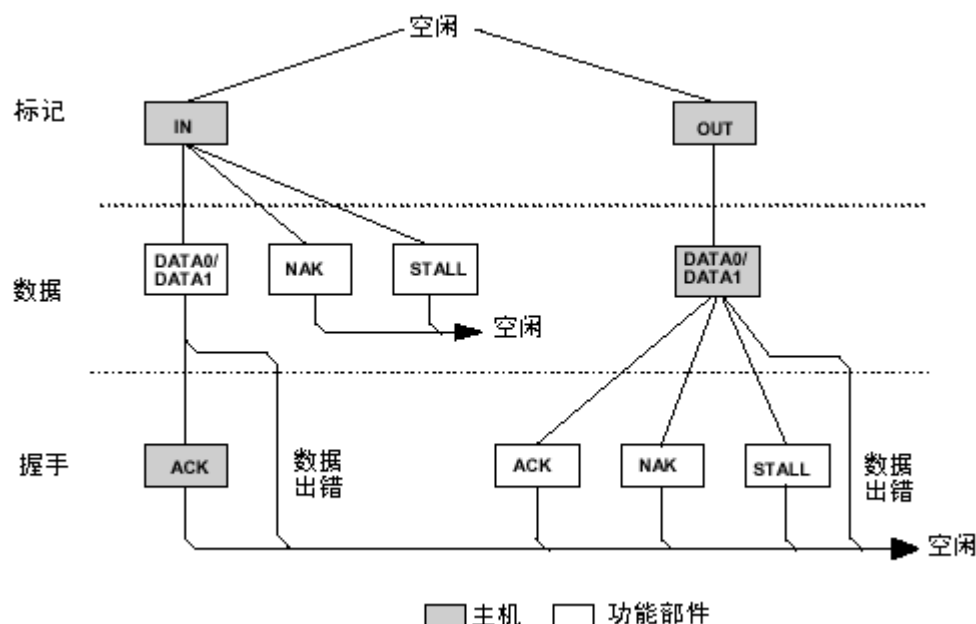 空闲
标记
IN
OUT
数据
DATA0/
DATA1
NAK
STALL
DATA0/
DATA1
空闲
握手
ACK
数据
出错
ACK
NAK
STALL
数据
出错
空闲
主机
功能部件